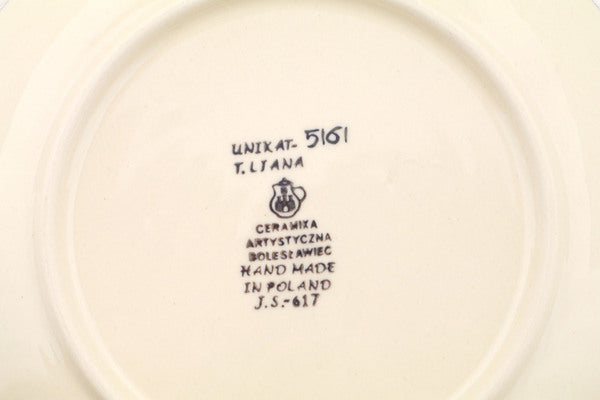 UNIKAT- 5161
T. LIANA
CERAMIKA
ARTYSTYCZNA
BOLESŁAWIEC
HAND MADE
IN POLAND
J.S.-617